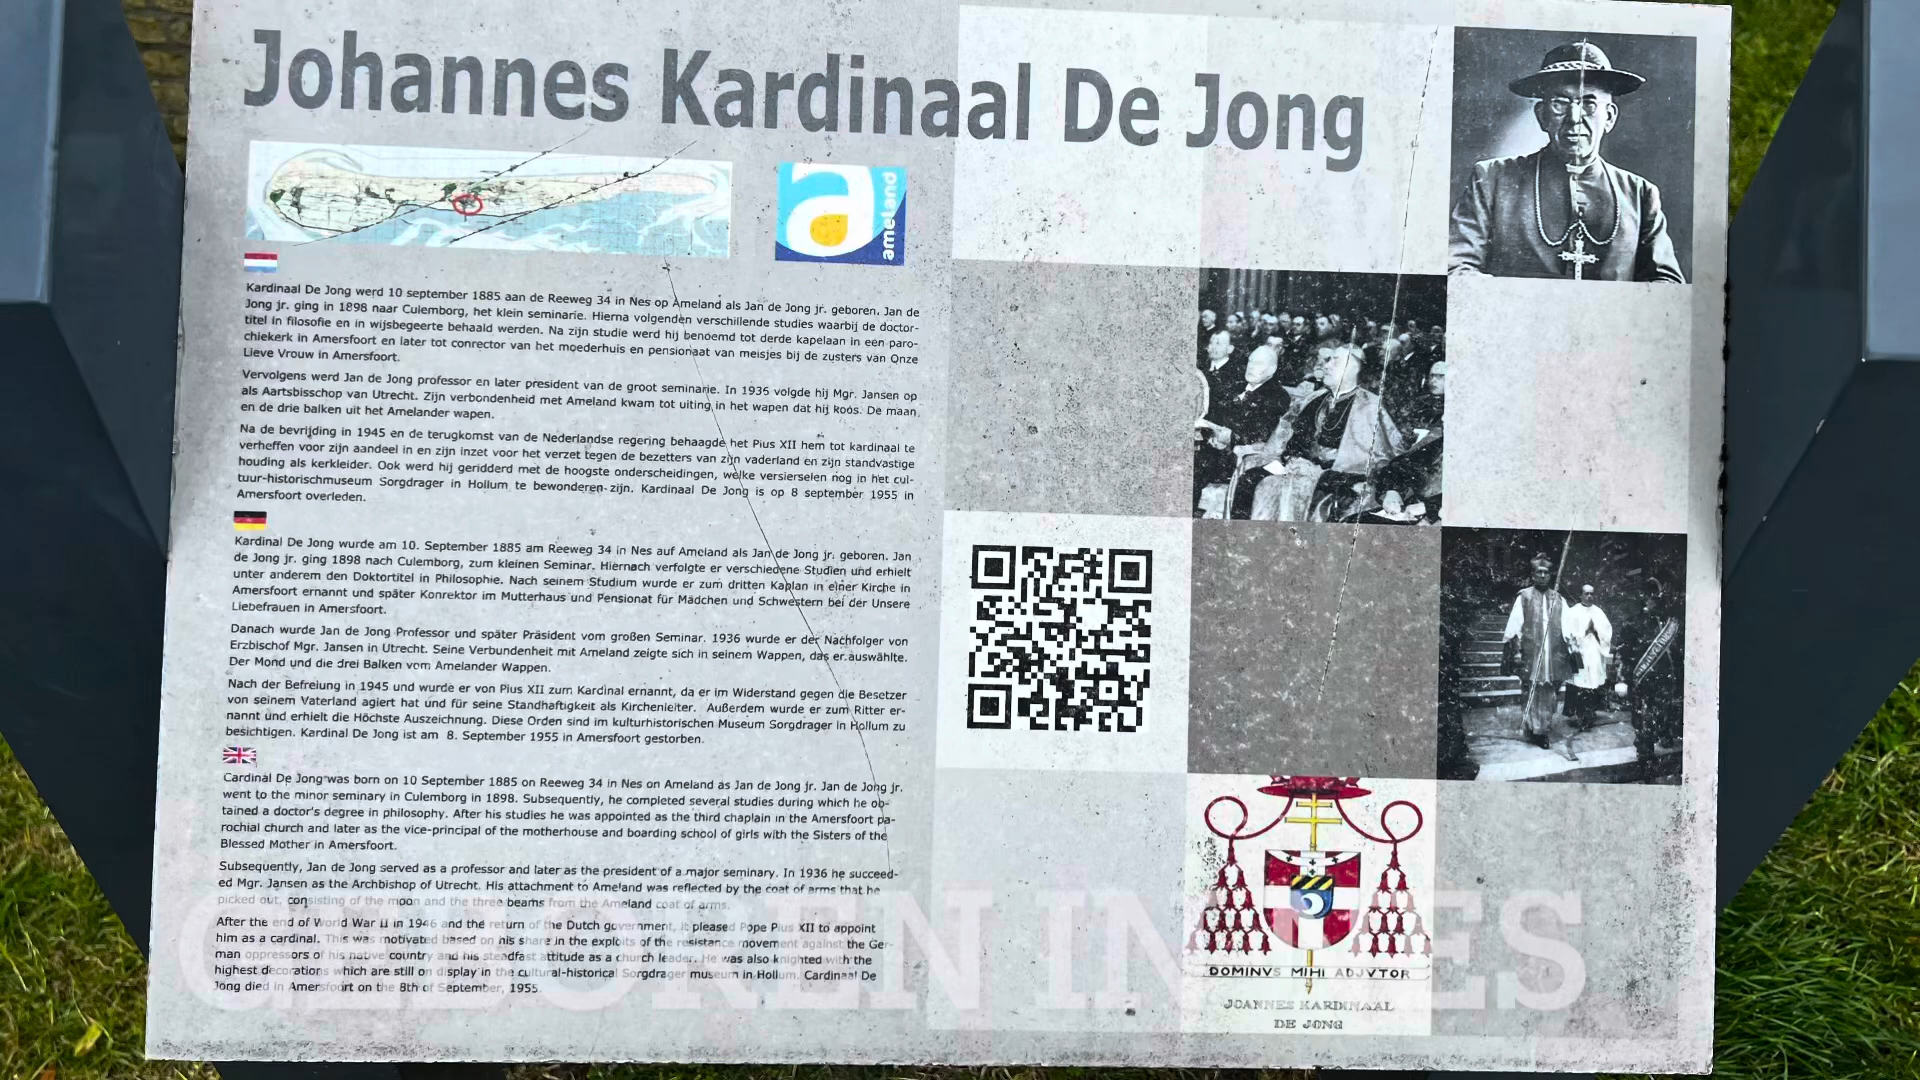 Johannes Kardinaal De Jong
ameland
Kardinaal De Jong werd 10 september 1885 aan de Reeweg 34 in Nes op Ameland als Jan de Jong jr. geboren. Jan de
Jong jr. ging in 1898 naar Culemborg, het klein seminarie. Hierna volgenden verschillende studies waarbij de doctor-
titel in filosofie en in wijsbegeerte behaald werden. Na zijn studie werd hij benoemd tot derde kapelaan in een paro-
chiekerk in Amersfoort en later tot conrector van het moederhuis en pensionaat van meisjes bij de zusters van Onze
Lieve Vrouw in Amersfoort.
Vervolgens werd Jan de Jong professor en later president van de groot seminarie. In 1936 volgde hij Mgr. Jansen op
als Aartsbisschop van Utrecht. Zijn verbondenheid met Ameland kwam tot uiting in het wapen dat hij koos. De maan
en de drie balken uit het Amelander wapen.
Na de bevrijding in 1945 en de terugkomst van de Nederlandse regering behaagde het Pius XII hem tot kardinaal te
verheffen voor zijn aandeel in en zijn inzet voor het verzet tegen de bezetters van zijn vaderland en zijn standvastige
houding als kerkleider. Ook werd hij geridderd met de hoogste onderscheidingen, welke versierselen nog in het cul-
tuur-historischmuseum Sorgdrager in Hollum te bewonderen zijn. Kardinaal De Jong is op 8 september 1955 in
Amersfoort overleden.
Kardinal De Jong wurde am 10. September 1885 am Reeweg 34 in Nes auf Ameland als Jan de Jong jr. geboren. Jan
de Jong jr. ging 1898 nach Culemborg, zum kleinen Seminar. Hiernach verfolgte er verschiedene Studien und erhielt
unter anderem den Doktortitel in Philosophie. Nach seinem Studium wurde er zum dritten Kaplan in einer Kirche in
Amersfoort ernannt und später Konrektor im Mutterhaus und Pensionat für Mädchen und Schwestern bei der Unsere
Liebefrauen in Amersfoort.
Danach wurde Jan de Jong Professor und später Präsident vom großen Seminar. 1936 wurde er der Nachfolger von
Erzbischof Mgr. Jansen in Utrecht. Seine Verbundenheit mit Ameland zeigte sich in seinem Wappen, das er auswählte.
Der Mond und die drei Balken vom Amelander Wappen.
Nach der Befreiung in 1945 und wurde er von Pius XII zum Kardinal ernannt, da er im Widerstand gegen die Besetzer
von seinem Vaterland agiert hat und für seine Standhaftigkeit als Kirchenleiter. Außerdem wurde er zum Ritter er-
nannt und erhielt die Höchste Auszeichnung. Diese Orden sind im kulturhistorischen Museum Sorgdrager in Hollum zu
besichtigen. Kardinal De Jong ist am 8. September 1955 in Amersfoort gestorben.
Cardinal De Jong was born on 10 September 1885 on Reeweg 34 in Nes on Ameland as Jan de Jong jr. Jan de Jong jr.
went to the minor seminary in Culemborg in 1898. Subsequently, he completed several studies during which he ob-
tained a doctor's degree in philosophy. After his studies he was appointed as the third chaplain in the Amersfoort pa-
rochial church and later as the vice-principal of the motherhouse and boarding school of girls with the Sisters of the
Blessed Mother in Amersfoort.
Subsequently, Jan de Jong served as a professor and later as the president of a major seminary. In 1936 he succeed-
ed Mgr. Jansen as the Archbishop of Utrecht. His attachment to Ameland was reflected by the coat of arms that he
picked out, consisting of the moon and the three beams from the Ameland coat of arms.
After the end of World War II in 1946 and the return of the Dutch government, it pleased Pope Pius XII to appoint
him as a cardinal. This was motivated based on his share in the exploits of the resistance movement against the Ger-
man oppressors of his native country and his steadfast attitude as a church leader. He was also knighted with the
highest decorations which are still on display in the cultural-historical Sorgdrager museum in Hollum. Cardinaal De
Jong died in Amersfoort on the 8th of September, 1955.
GEBOREN IN NES
DOMINVS MIHI ADJVTOR
JOANNES KARDINAAL
DE JONG